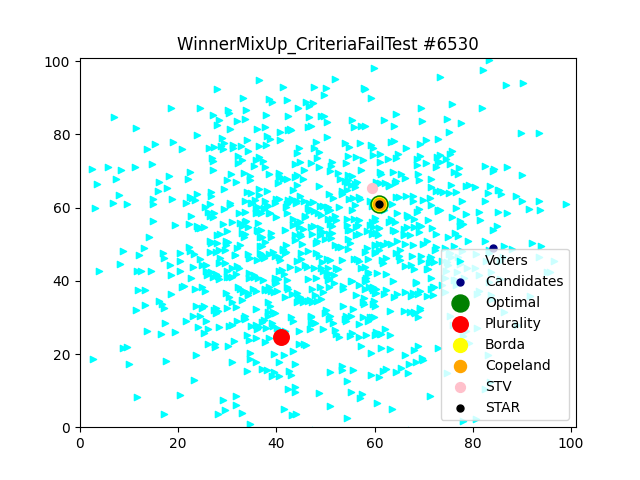 WinnerMixUp_CriteriaFailTest #6530
100
80
60
40
20
0
0
20
40
60
80
100
Voters
Candidates
Optimal
Plurality
Borda
Copeland
STV
STAR